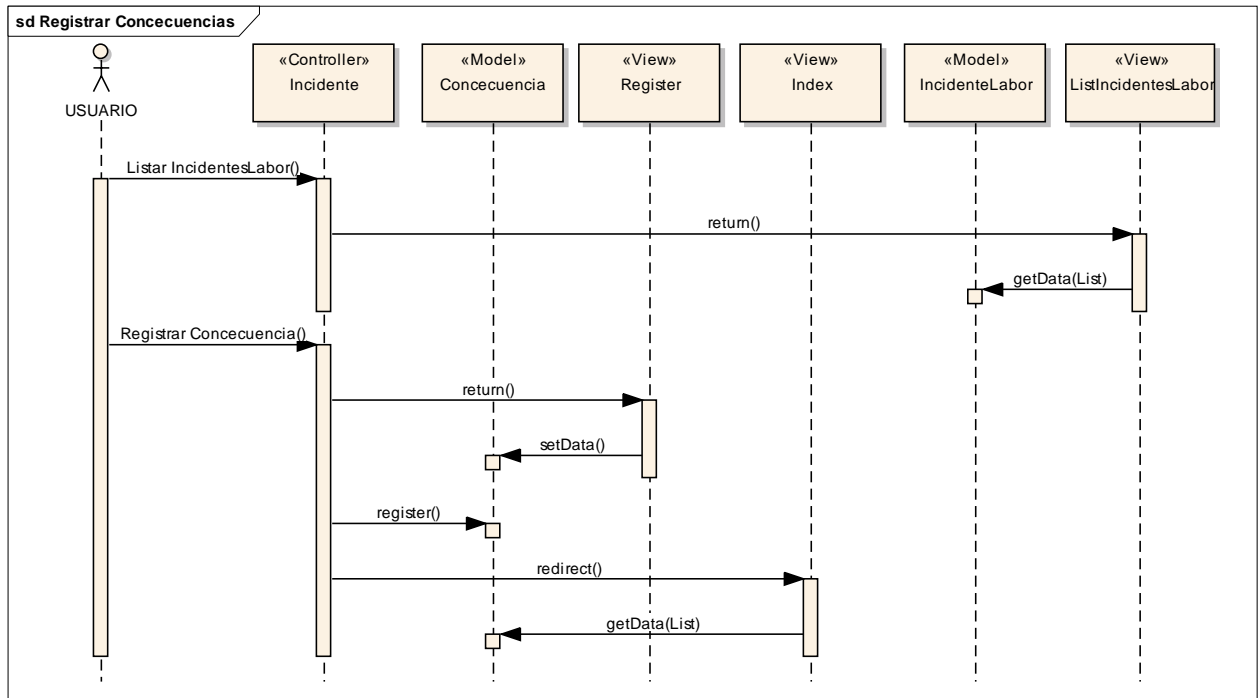 sd Registrar Concecuencias
USUARIO
«Controller»
Incidente
«Model»
Concecuencia
«View»
Register
«View»
Index
«Model»
IncidenteLabor
«View»
ListIncidentesLabor
Listar IncidentesLabor()
return()
getData(List)
Registrar Concecuencia()
return()
setData()
register()
redirect()
getData(List)